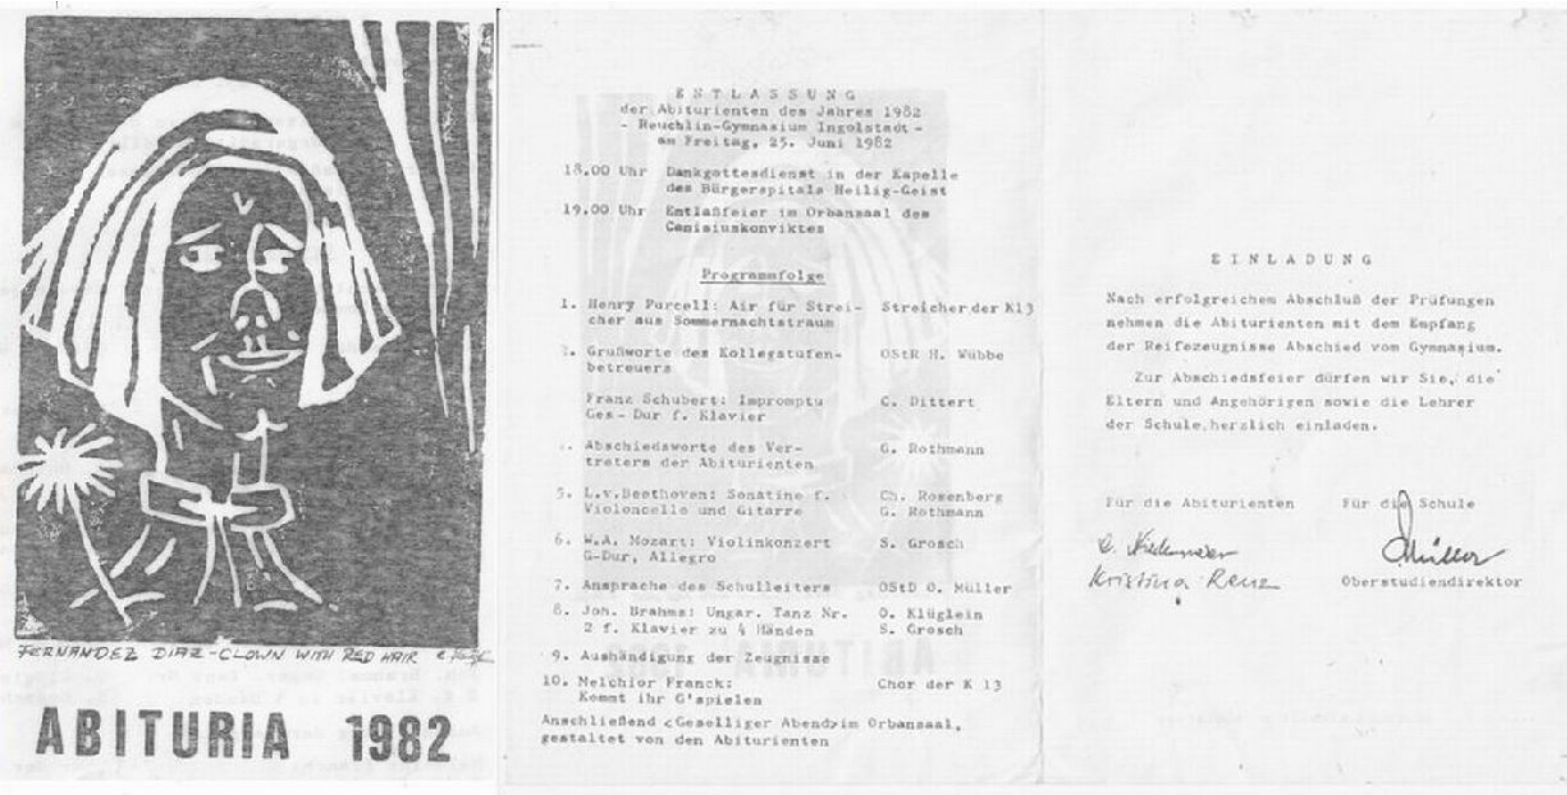 FERNANDEZ DIAZ-CLOWN WITH RED HAIR
ABITURIA 1982
ENTLASSUNG
der Abiturienten des Jahres 1982
- Reuchlin-Gymnasium Ingolstadt -
am Freitag, 25. Juni 1982
18.00 Uhr Dankgottesdienst in der Kapelle
des Bürgerspitals Heilig-Geist
19.00 Uhr Entlaßfeier im Orbansaal des
Canisiuskonviktes
Programmfolge
1. Henry Purcell: Air für Strei- Streicher der K13
cher aus Sommernachtstraum
2. Grußworte des Kollegstufen- OStR H. Wübbe
betreuers
Franz Schubert: Impromptu C. Dittert
Ges-Dur f. Klavier
Abschiedsworte des Ver- G. Rothmann
treters der Abiturienten
5. L.v.Beethoven: Sonatine f. Ch. Rosenberg
Violoncello und Gitarre G. Rothmann
6. W.A. Mozart: Violinkonzert S. Grosch
G-Dur, Allegro
7. Ansprache des Schulleiters OStD O. Müller
8. Joh. Brahms: Ungar. Tanz Nr. O. Klüglein
2 f. Klavier zu 4 Händen S. Grosch
9. Aushändigung der Zeugnisse
10. Melchior Franck: Chor der K 13
Kommt ihr G'spielen
Anschließend <Geselliger Abend> im Orbansaal,
gestaltet von den Abiturienten
EINLADUNG
Nach erfolgreichem Abschluß der Prüfungen
nehmen die Abiturienten mit dem Empfang
der Reifezeugnisse Abschied vom Gymnasium.
Zur Abschiedsfeier dürfen wir Sie, die
Eltern und Angehörigen sowie die Lehrer
der Schule, herzlich einladen.
Für die Abiturienten Für die Schule
Müller
Kristina Renz Oberstudiendirektor